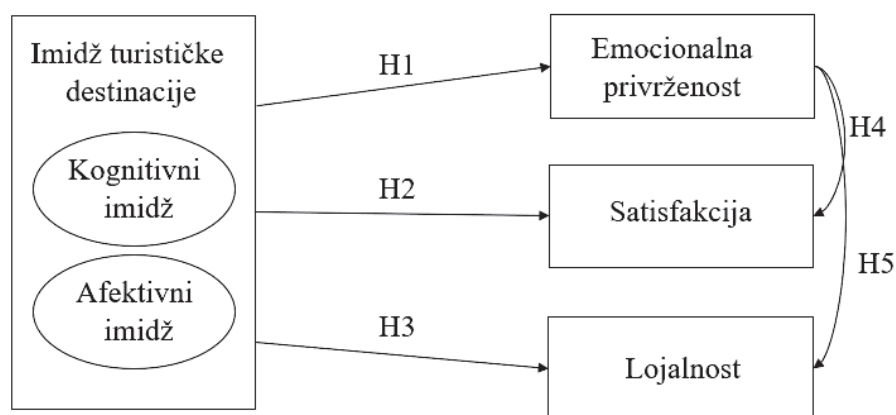 Imidž turističke
destinacije
Kognitivni
imidž
Afektivni
imidž
H1
H2
H3
Emocionalna
privrženost
Satisfakcija
Lojalnost
H4
H5